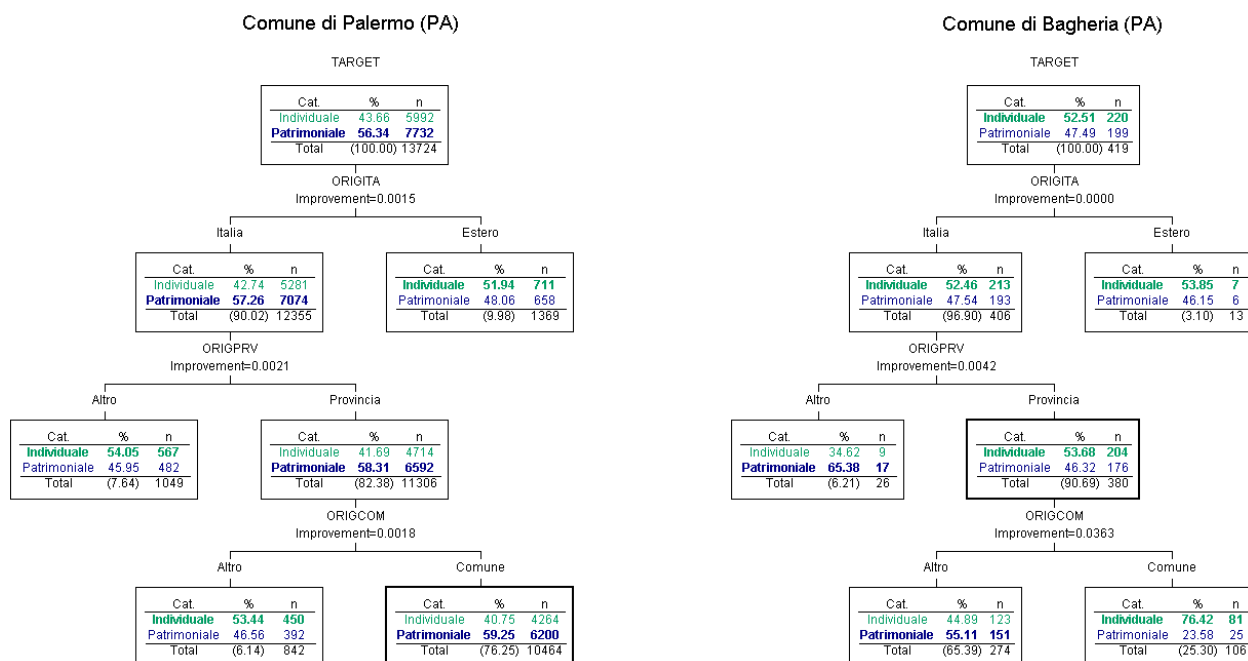 Comune di Palermo (PA)
TARGET
Cat. % n
Individuale 43.66 5992
Patrimoniale 56.34 7732
Total (100.00) 13724
ORIGITA
Improvement=0.0015
Italia Estero
Cat. % n
Individuale 42.74 5281
Patrimoniale 57.26 7074
Total (90.02) 12355
Cat. % n
Individuale 51.94 711
Patrimoniale 48.06 658
Total (9.98) 1369
ORIGPRV
Improvement=0.0021
Altro Provincia
Cat. % n
Individuale 54.05 567
Patrimoniale 45.95 482
Total (7.64) 1049
Cat. % n
Individuale 41.69 4714
Patrimoniale 58.31 6592
Total (82.38) 11306
ORIGCOM
Improvement=0.0018
Altro Comune
Cat. % n
Individuale 53.44 450
Patrimoniale 46.56 392
Total (6.14) 842
Cat. % n
Individuale 40.75 4264
Patrimoniale 59.25 6200
Total (76.25) 10464
Comune di Bagheria (PA)
TARGET
Cat. % n
Individuale 52.51 220
Patrimoniale 47.49 199
Total (100.00) 419
ORIGITA
Improvement=0.0000
Italia Estero
Cat. % n
Individuale 52.46 213
Patrimoniale 47.54 193
Total (96.90) 406
Cat. % n
Individuale 53.85 7
Patrimoniale 46.15 6
Total (3.10) 13
ORIGPRV
Improvement=0.0042
Altro Provincia
Cat. % n
Individuale 34.62 9
Patrimoniale 65.38 17
Total (6.21) 26
Cat. % n
Individuale 53.68 204
Patrimoniale 46.32 176
Total (90.69) 380
ORIGCOM
Improvement=0.0363
Altro Comune
Cat. % n
Individuale 44.89 123
Patrimoniale 55.11 151
Total (65.39) 274
Cat. % n
Individuale 76.42 81
Patrimoniale 23.58 25
Total (25.30) 106